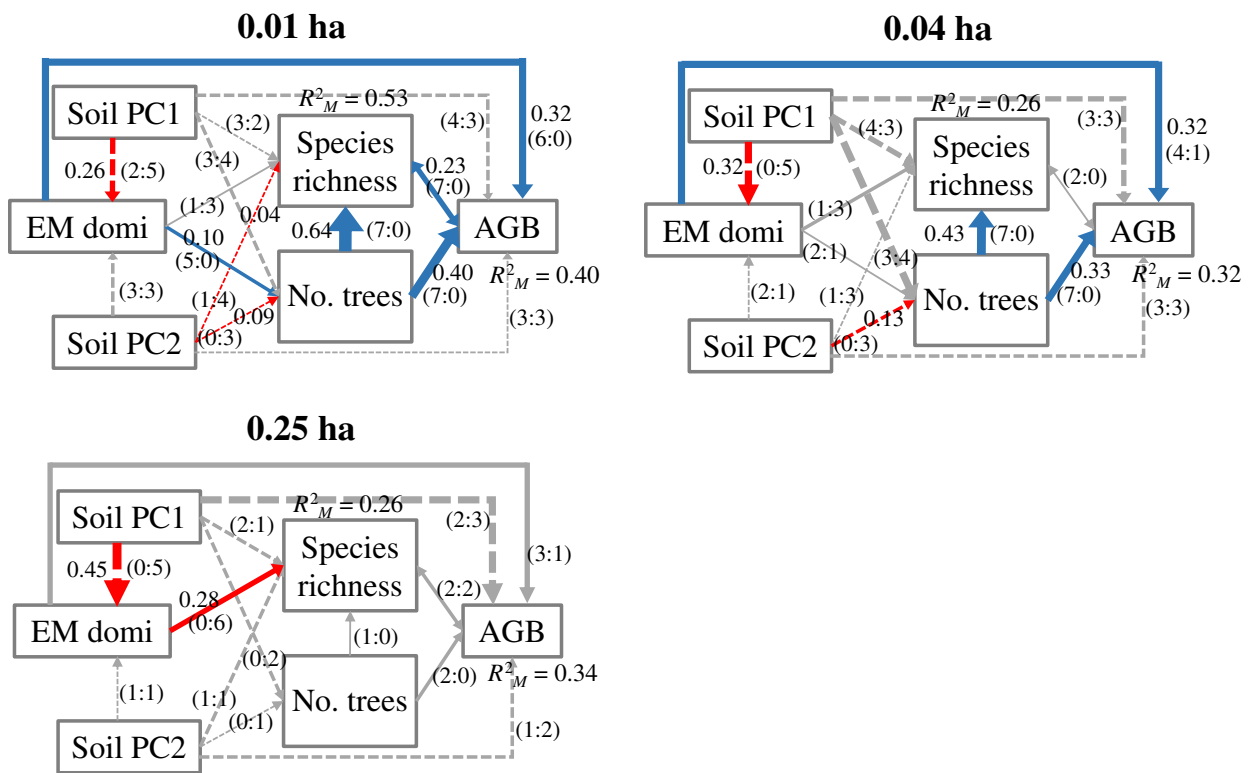 0.01 ha
Soil PC1
R²M = 0.53
(3:2)
(4:3)
0.32
(6:0)
0.26
(2:5)
(3:4)
Species
richness
0.23
(7:0)
EM domi
(1:3)
0.04
0.10
(5:0)
0.64
(7:0)
AGB
R²M = 0.40
(3:3)
(1:4)
0.09
(0:3)
No. trees
0.40
(7:0)
(3:3)
Soil PC2
0.04 ha
Soil PC1
R²M = 0.26
(4:3)
(3:3)
0.32
(4:1)
0.32
(0:5)
Species
richness
(2:0)
EM domi
(1:3)
(2:1)
(3:4)
0.43
(7:0)
AGB
R²M = 0.32
(2:1)
(1:3)
0.13
(0:3)
No. trees
0.33
(7:0)
(3:3)
Soil PC2
0.25 ha
Soil PC1
R²M = 0.26
(2:1)
(2:3)
(3:1)
0.45
(0:5)
Species
richness
(2:2)
EM domi
0.28
(0:6)
(1:0)
AGB
R²M = 0.34
(0:2)
(1:1)
(1:1)
(0:1)
No. trees
(2:0)
(1:2)
Soil PC2